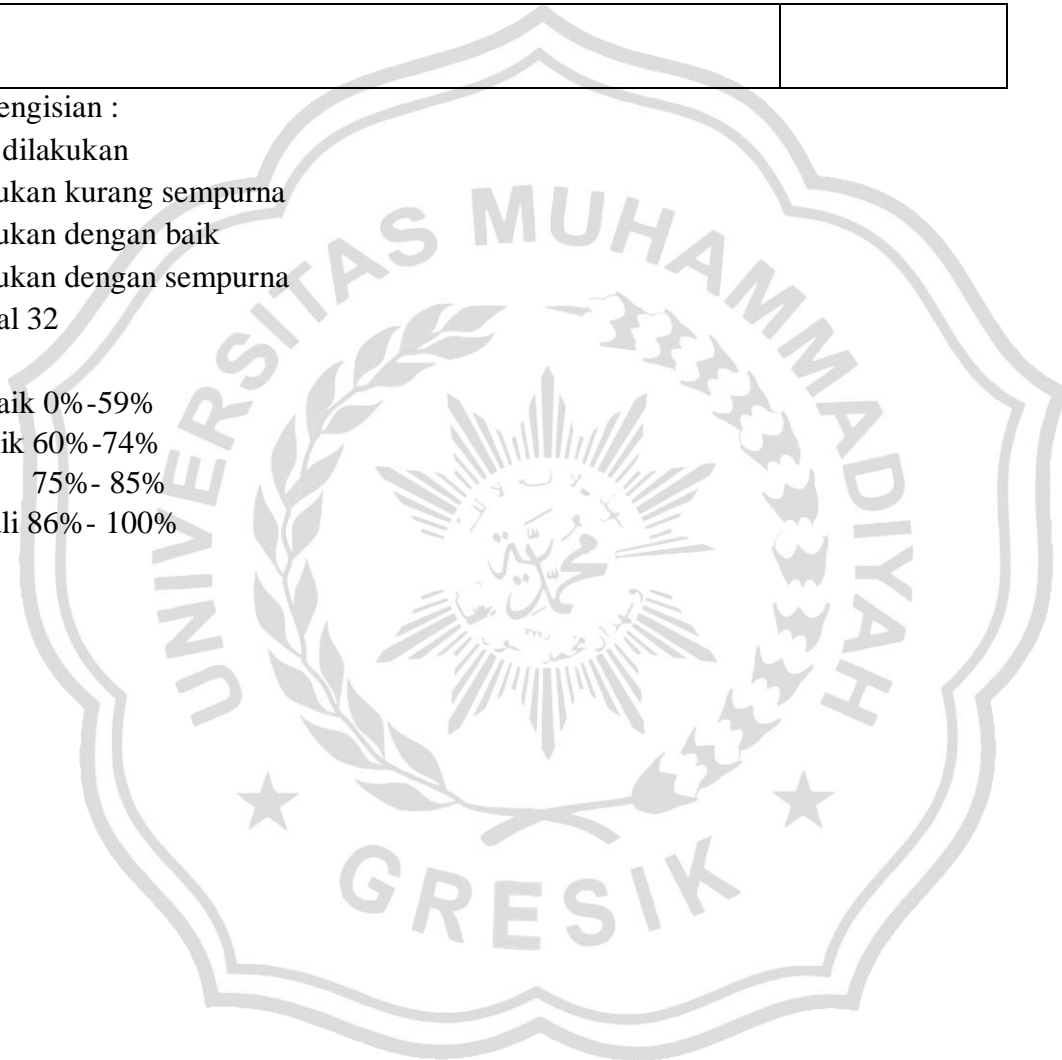 engisian :
dilakukan
ukan kurang sempurna
ukan dengan baik
ukan dengan sempurna
al 32
aik 0%-59%
ik 60%-74%
75%- 85%
li 86%- 100%
UNIVERSITAS MUHAMMADIYAH
GRESIK